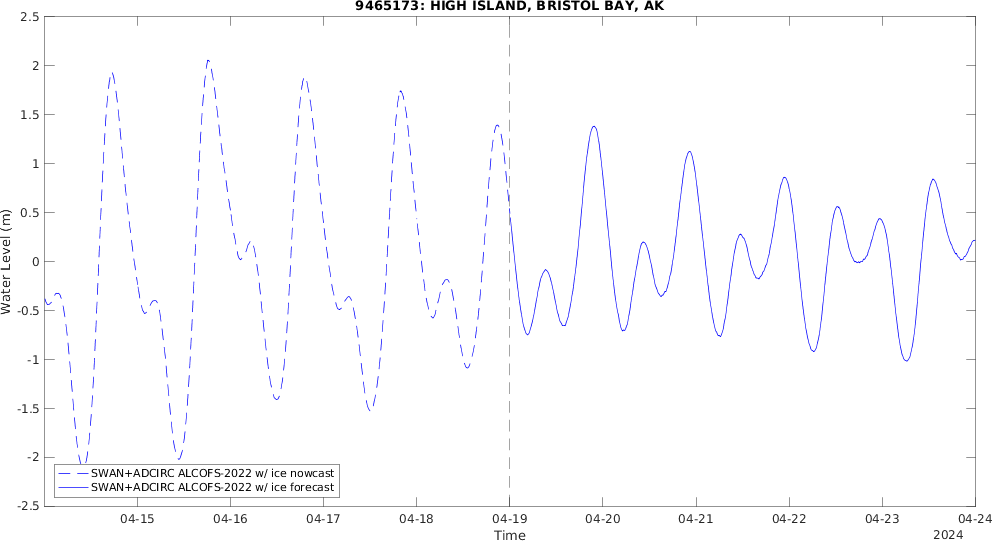 9465173: HIGH ISLAND, BRISTOL BAY, AK
2.5
2
1.5
1
0.5
0
-0.5
-1
-1.5
-2
-2.5
Water Level (m)
SWAN+ADCIRC ALCOFS-2022 w/ ice nowcast
SWAN+ADCIRC ALCOFS-2022 w/ ice forecast
04-15 04-16 04-17 04-18 04-19 04-20 04-21 04-22 04-23 04-24
Time
2024